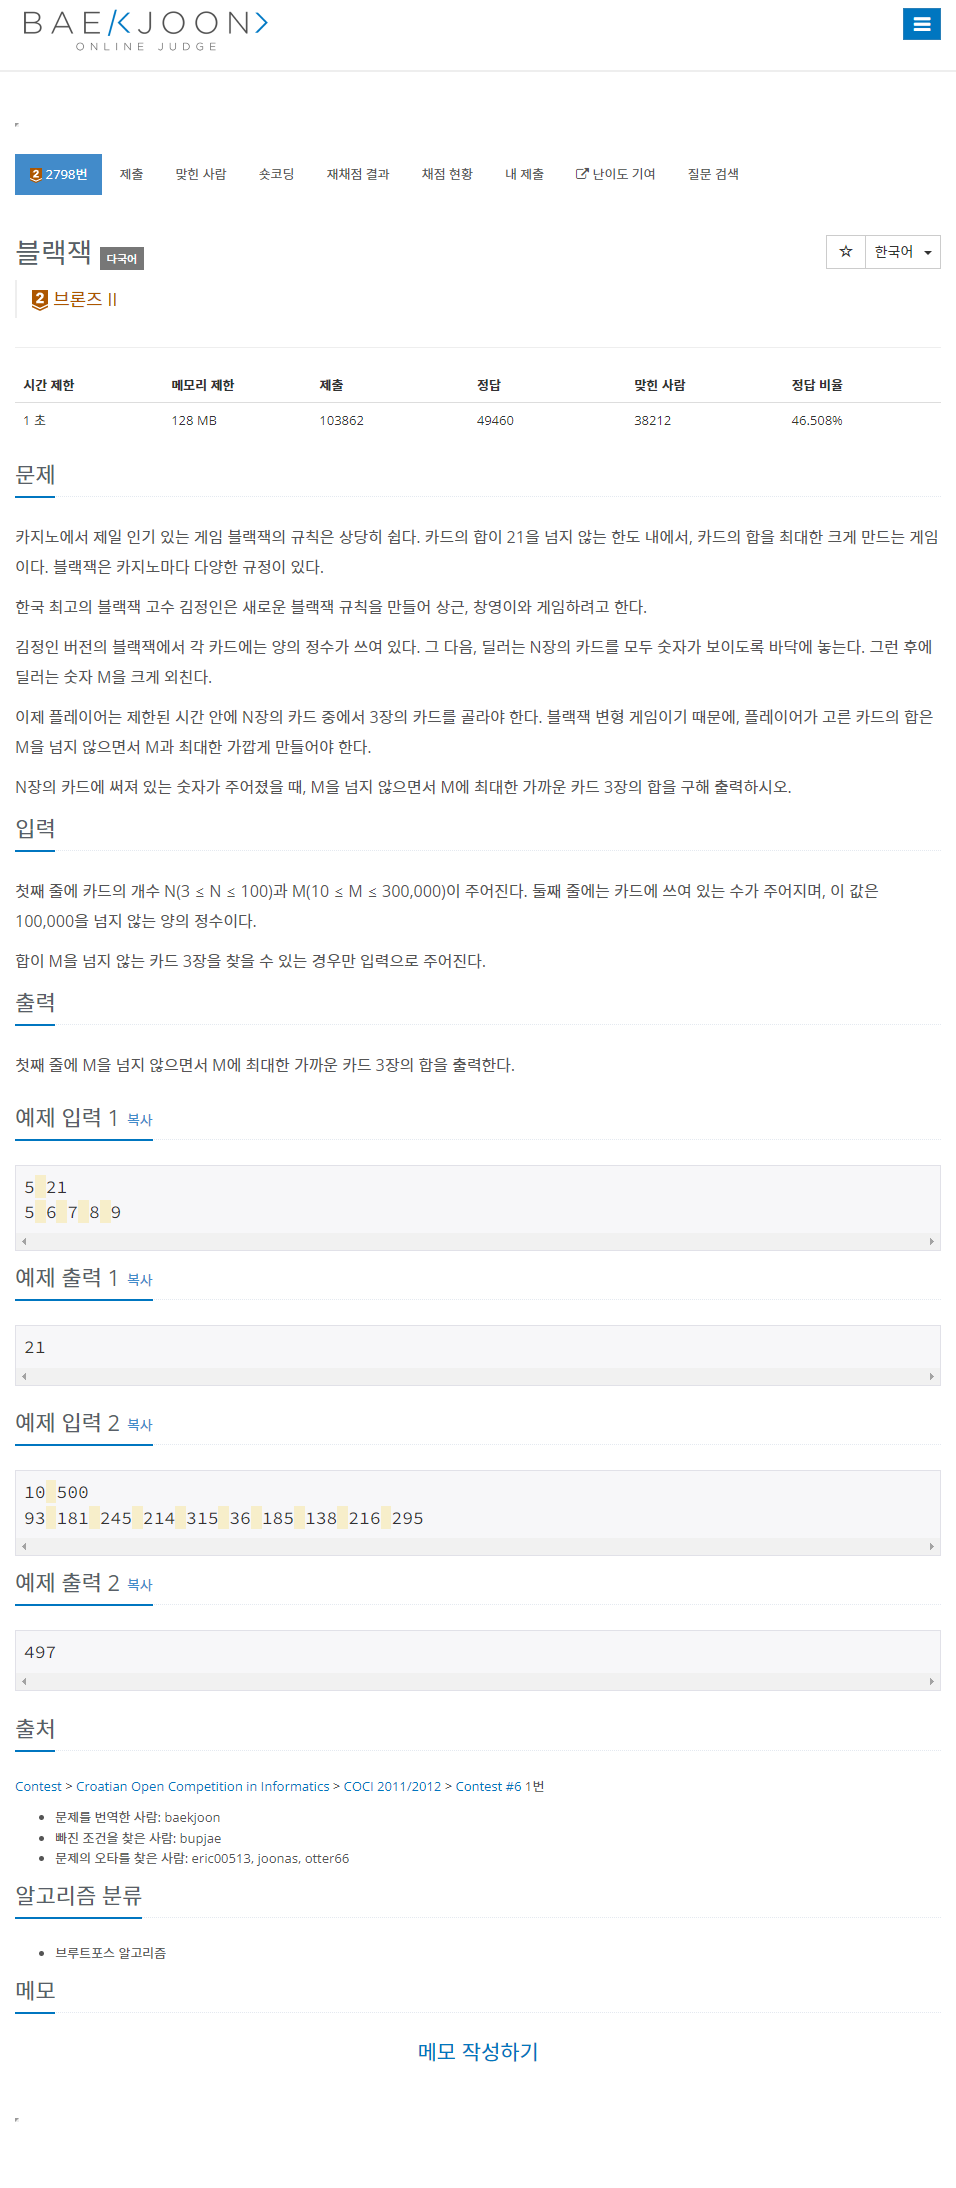 BAEKJOON>
ONLINE JUDGE
2 2798번 제출 맞힌 사람 숏코딩 재채점 결과 채점 현황 내 제출 난이도 기여 질문 검색
블랙잭 다국어 ☆ 한국어
2 브론즈 II
시간 제한 메모리 제한 제출 정답 맞힌 사람 정답 비율
1 초 128 MB 103862 49460 38212 46.508%
문제
카지노에서 제일 인기 있는 게임 블랙잭의 규칙은 상당히 쉽다. 카드의 합이 21을 넘지 않는 한도 내에서, 카드의 합을 최대한 크게 만드는 게임
이다. 블랙잭은 카지노마다 다양한 규정이 있다.
한국 최고의 블랙잭 고수 김정인은 새로운 블랙잭 규칙을 만들어 상근, 창영이와 게임하려고 한다.
김정인 버전의 블랙잭에서 각 카드에는 양의 정수가 쓰여 있다. 그 다음, 딜러는 N장의 카드를 모두 숫자가 보이도록 바닥에 놓는다. 그런 후에
딜러는 숫자 M을 크게 외친다.
이제 플레이어는 제한된 시간 안에 N장의 카드 중에서 3장의 카드를 골라야 한다. 블랙잭 변형 게임이기 때문에, 플레이어가 고른 카드의 합은
M을 넘지 않으면서 M과 최대한 가깝게 만들어야 한다.
N장의 카드에 써져 있는 숫자가 주어졌을 때, M을 넘지 않으면서 M에 최대한 가까운 카드 3장의 합을 구해 출력하시오.
입력
첫째 줄에 카드의 개수 N(3 ≤ N ≤ 100)과 M(10 ≤ M ≤ 300,000)이 주어진다. 둘째 줄에는 카드에 쓰여 있는 수가 주어지며, 이 값은
100,000을 넘지 않는 양의 정수이다.
합이 M을 넘지 않는 카드 3장을 찾을 수 있는 경우만 입력으로 주어진다.
출력
첫째 줄에 M을 넘지 않으면서 M에 최대한 가까운 카드 3장의 합을 출력한다.
예제 입력 1 복사
5 21
5 6 7 8 9
예제 출력 1 복사
21
예제 입력 2 복사
10 500
93 181 245 214 315 36 185 138 216 295
예제 출력 2 복사
497
출처
Contest > Croatian Open Competition in Informatics > COCI 2011/2012 > Contest #6 1번
• 문제를 번역한 사람: baekjoon
• 빠진 조건을 찾은 사람: bupjae
• 문제의 오타를 찾은 사람: eric00513, joonas, otter66
알고리즘 분류
• 브루트포스 알고리즘
메모
메모 작성하기